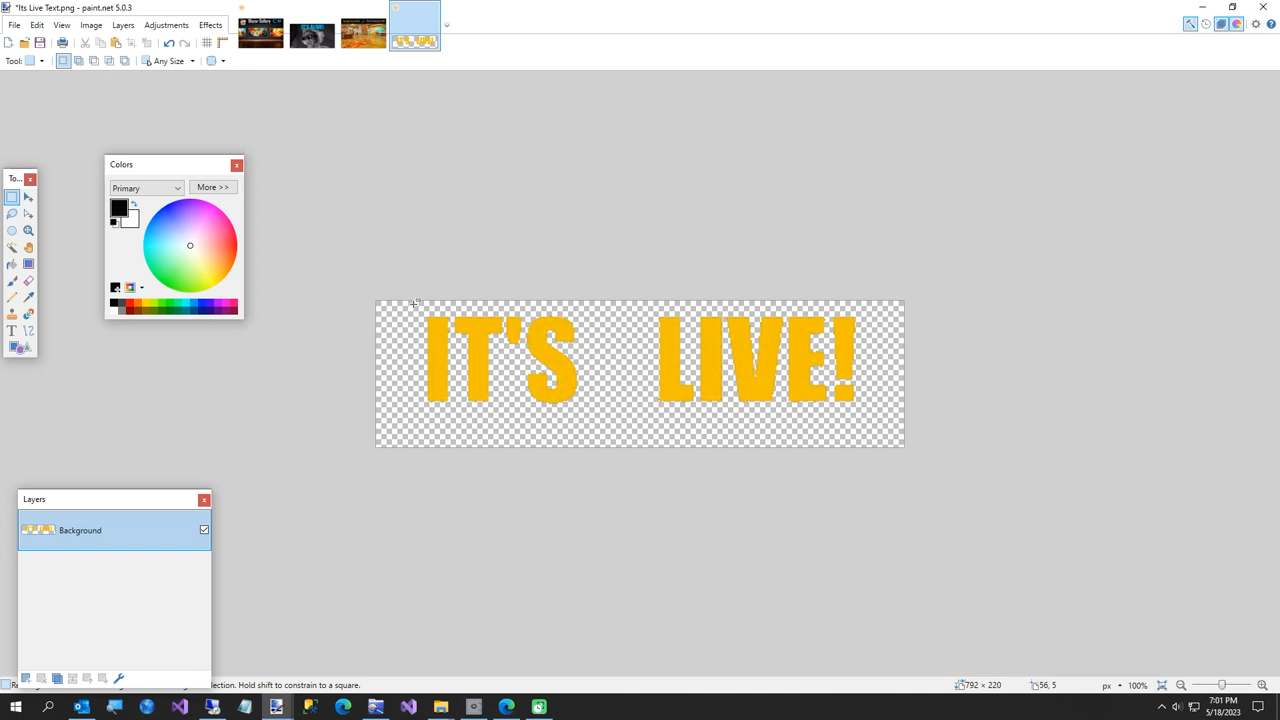 *Its Live Text.png - paint.net 5.0.3
File Edit View Image Layers Adjustments Effects
Tool: Any Size
To...
Colors
Primary More >>
IT'S LIVE!
Layers
Background
lection. Hold shift to constrain to a square.
792 × 220
56, 5
px 100%
7:01 PM
5/18/2023